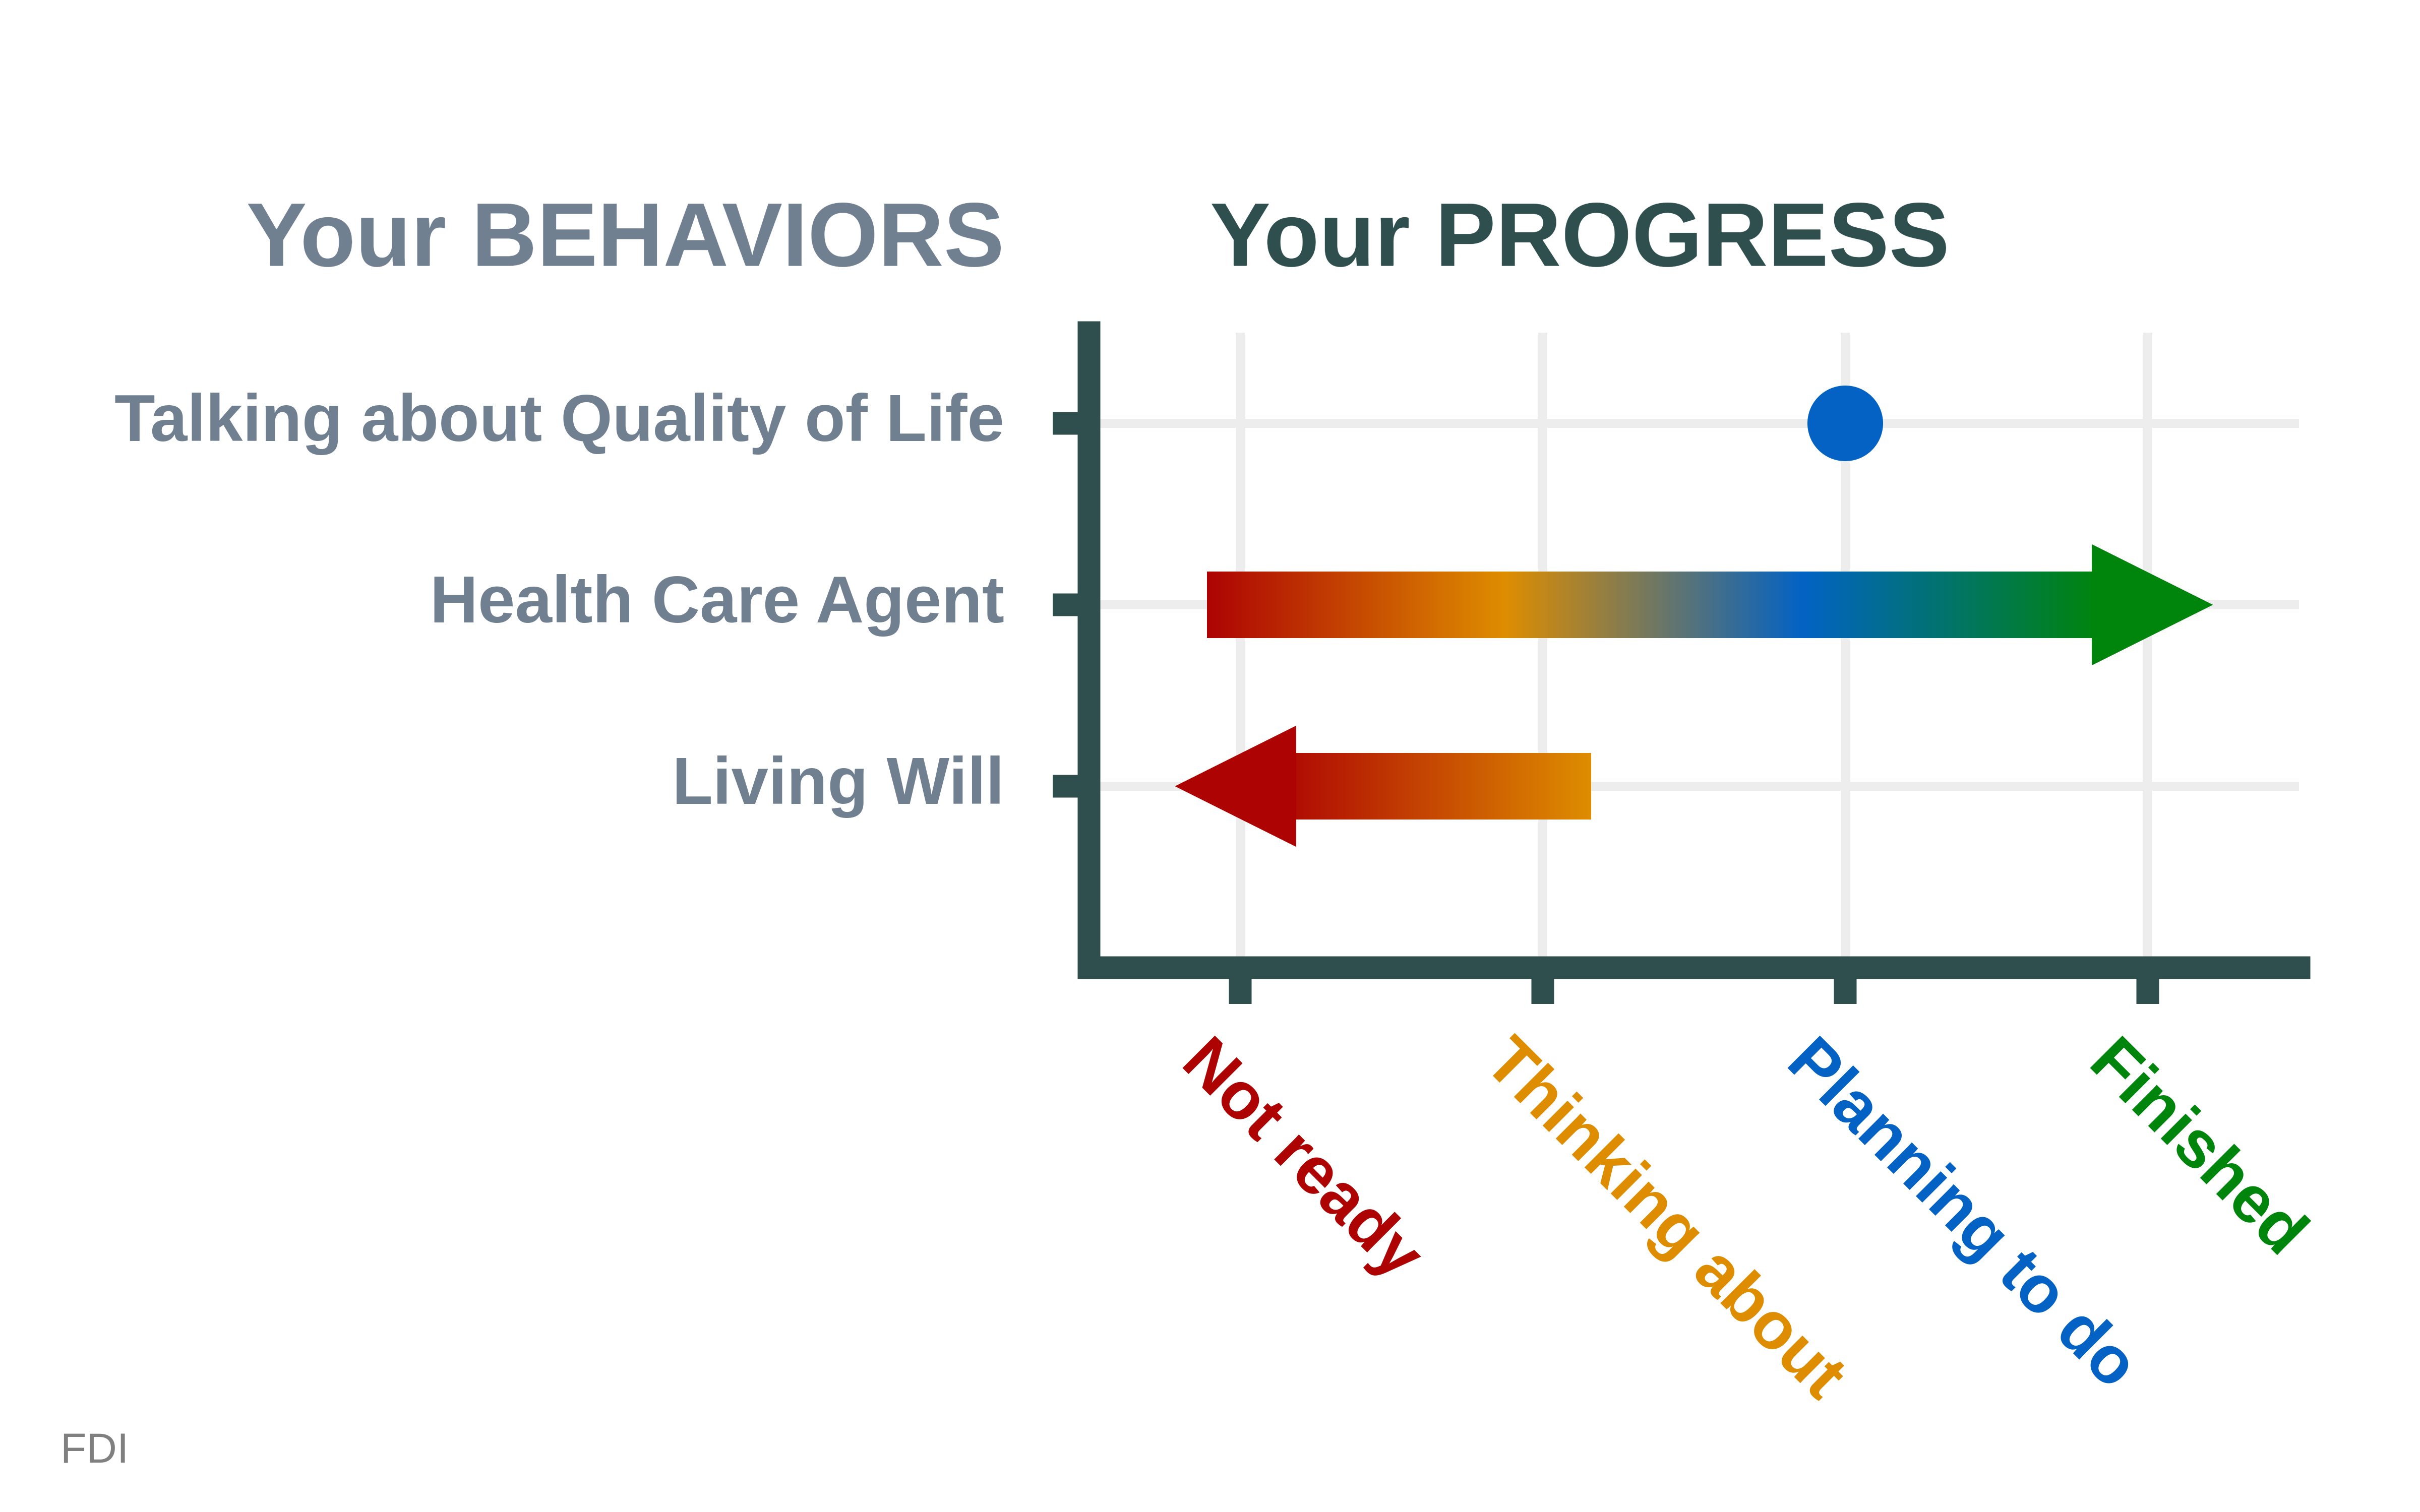 Your BEHAVIORS
Your PROGRESS
Talking about Quality of Life
Health Care Agent
Living Will
Not ready
Thinking about
Planning to do
Finished
FDI